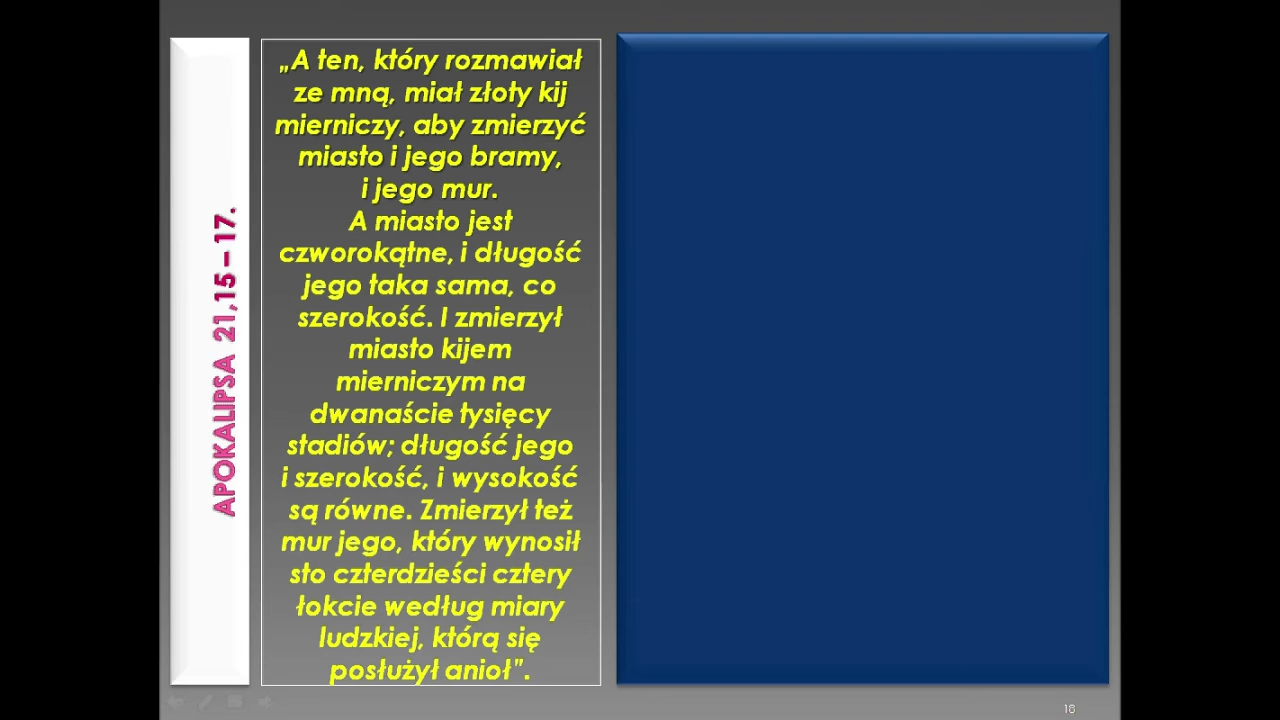 APOKALIPSA 21,15 – 17.
„A ten, który rozmawiał
ze mną, miał złoty kij
mierniczy, aby zmierzyć
miasto i jego bramy,
i jego mur.
A miasto jest
czworokątne, i długość
jego taka sama, co
szerokość. I zmierzył
miasto kijem
mierniczym na
dwanaście tysięcy
stadiów; długość jego
i szerokość, i wysokość
są równe. Zmierzył też
mur jego, który wynosił
sto czterdzieści cztery
łokcie według miary
ludzkiej, którą się
posłużył anioł".
18